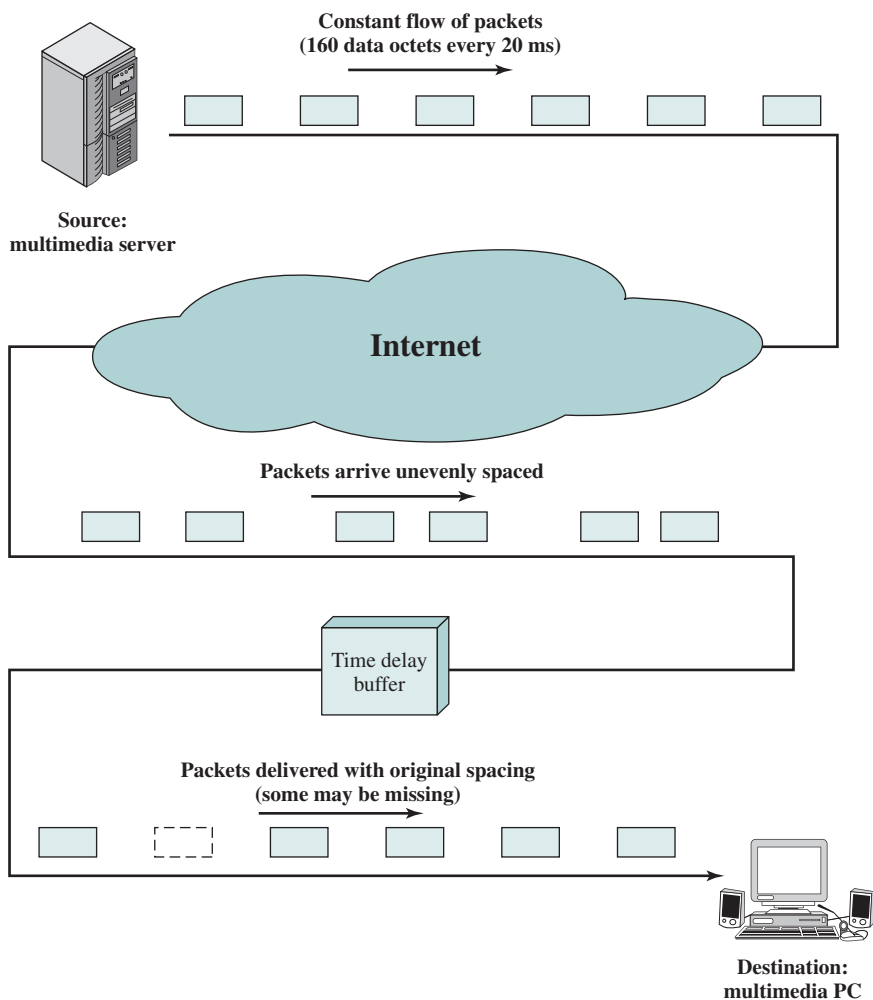 Constant flow of packets
(160 data octets every 20 ms)
Source:
multimedia server
Internet
Packets arrive unevenly spaced
Time delay
buffer
Packets delivered with original spacing
(some may be missing)
Destination:
multimedia PC